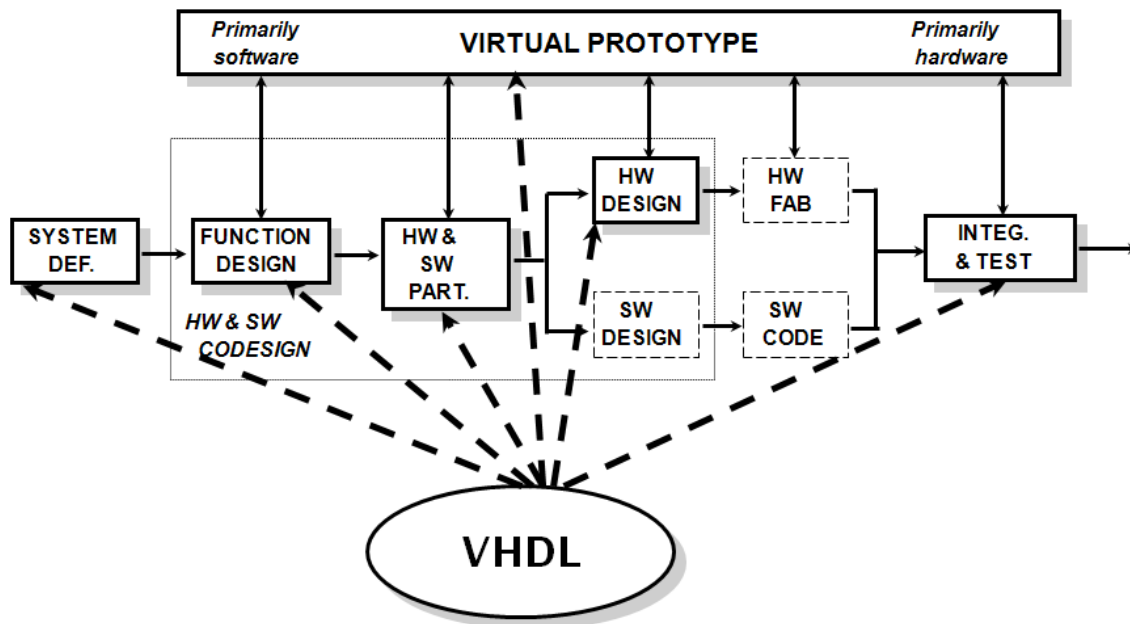 Primarily
software
VIRTUAL PROTOTYPE
Primarily
hardware
SYSTEM
DEF.
FUNCTION
DESIGN
HW &
SW
PART.
HW
DESIGN
HW
FAB
SW
DESIGN
SW
CODE
INTEG.
& TEST
HW & SW
CODESIGN
VHDL